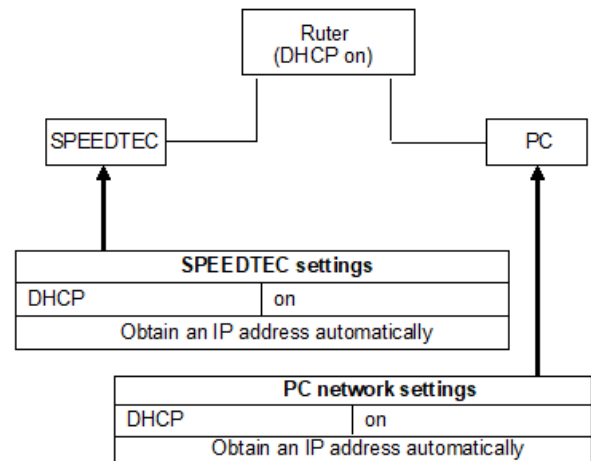 Ruter
(DHCP on)
SPEEDTEC
PC
SPEEDTEC settings
DHCP on
Obtain an IP address automatically
PC network settings
DHCP on
Obtain an IP address automatically